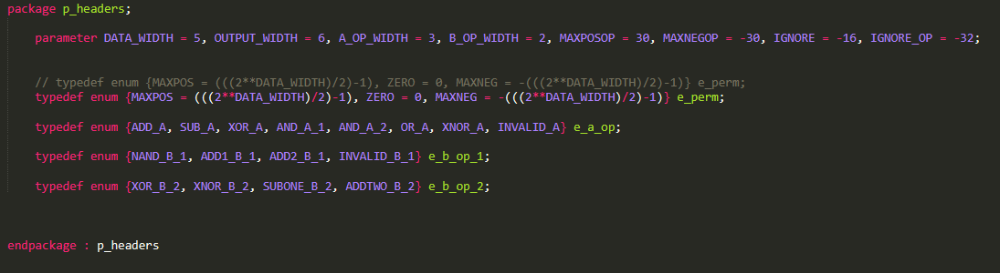 package p_headers;
parameter DATA_WIDTH = 5, OUTPUT_WIDTH = 6, A_OP_WIDTH = 3, B_OP_WIDTH = 2, MAXPOSOP = 30, MAXNEGOP = -30, IGNORE = -16, IGNORE_OP = -32;
// typedef enum {MAXPOS = (((2**DATA_WIDTH)/2)-1), ZERO = 0, MAXNEG = -(((2**DATA_WIDTH)/2)-1)} e_perm;
typedef enum {MAXPOS = (((2**DATA_WIDTH)/2)-1), ZERO = 0, MAXNEG = -(((2**DATA_WIDTH)/2)-1)} e_perm;
typedef enum {ADD_A, SUB_A, XOR_A, AND_A_1, AND_A_2, OR_A, XNOR_A, INVALID_A} e_a_op;
typedef enum {NAND_B_1, ADD1_B_1, ADD2_B_1, INVALID_B_1} e_b_op_1;
typedef enum {XOR_B_2, XNOR_B_2, SUBONE_B_2, ADDTWO_B_2} e_b_op_2;
endpackage : p_headers